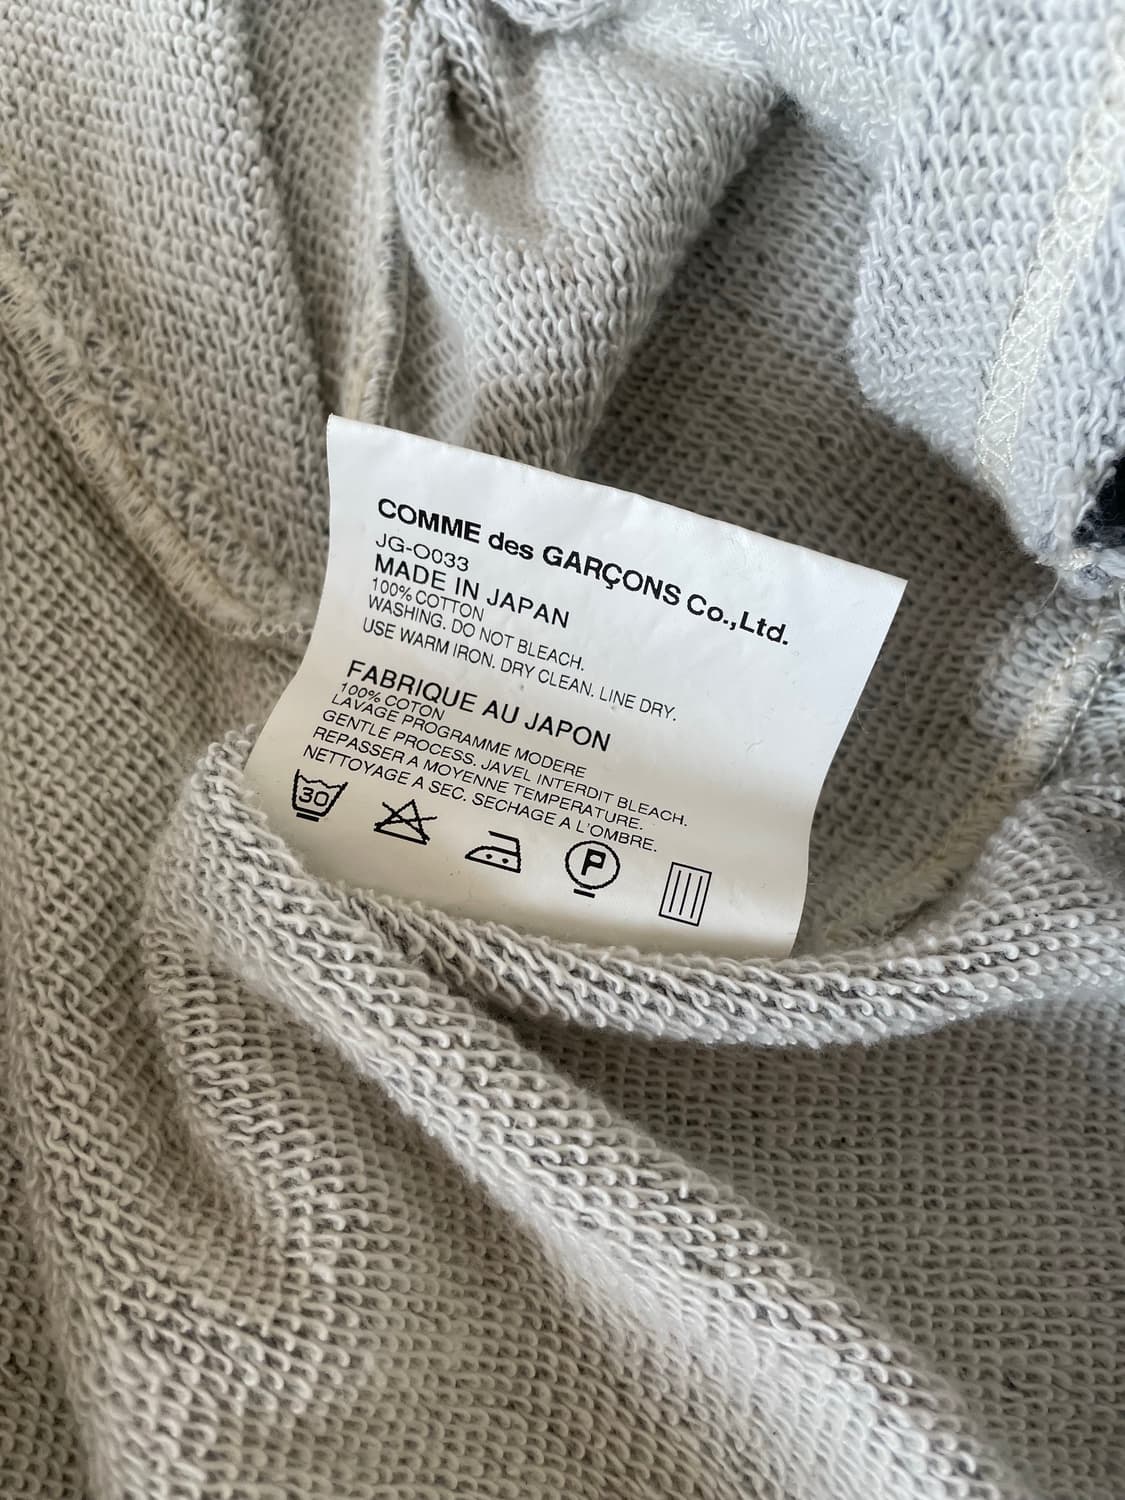 COMME des GARÇONS Co.,Ltd.
JG-O033
MADE IN JAPAN
100% COTTON
WASHING. DO NOT BLEACH.
USE WARM IRON. DRY CLEAN. LINE DRY.
FABRIQUE AU JAPON
100% COTON
LAVAGE PROGRAMME MODERE
GENTLE PROCESS. JAVEL INTERDIT BLEACH.
REPASSER A MOYENNE TEMPERATURE.
NETTOYAGE A SEC. SECHAGE A L'OMBRE.
30
P